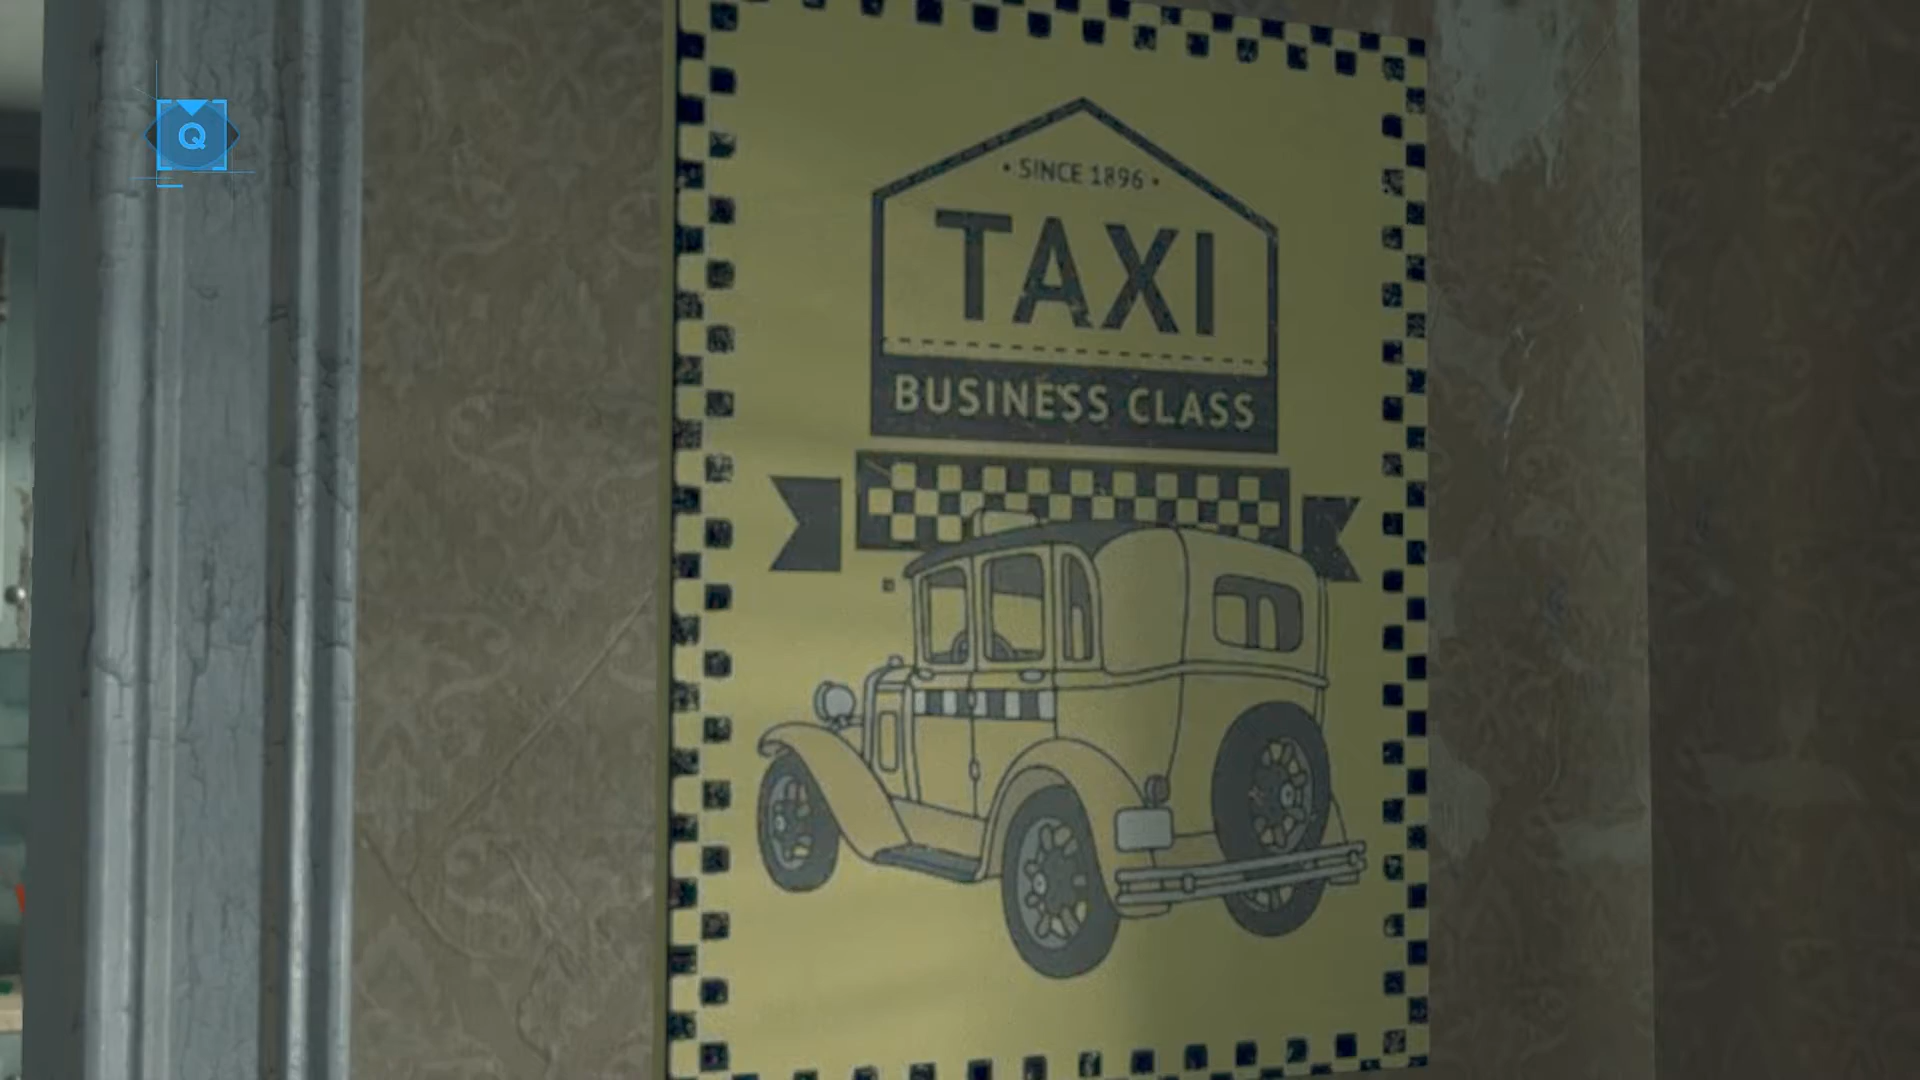 Q
• SINCE 1896 •
TAXI
BUSINESS CLASS